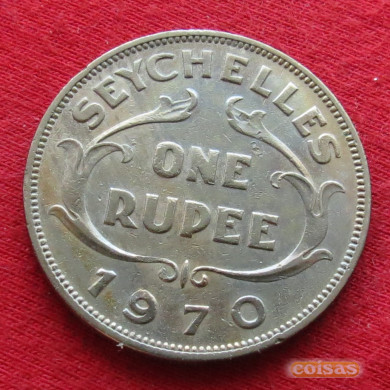 SEYCHELLES
ONE
RUPEE
1970
coisas